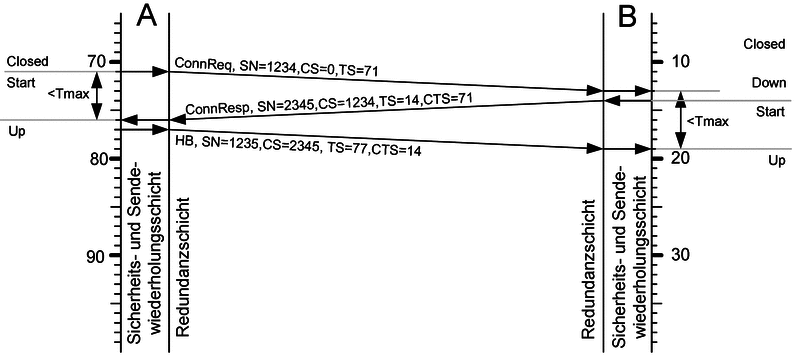 A
B
Closed
70
ConnReq, SN=1234,CS=0,TS=71
10
Closed
Start
<Tmax
Down
ConnResp, SN=2345,CS=1234,TS=14,CTS=71
Start
<Tmax
Up
HB, SN=1235,CS=2345, TS=77,CTS=14
80
20
Up
90
30
Sicherheits- und Sende-
wiederholungsschicht
Redundanzschicht
Redundanzschicht
Sicherheits- und Sende-
wiederholungsschicht